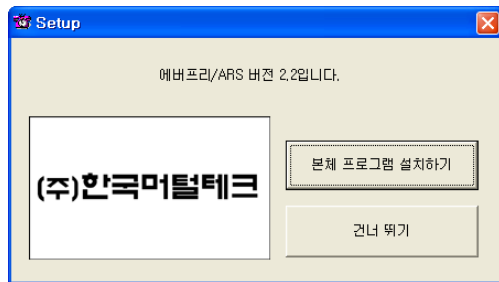 Setup
에버프리/ARS 버전 2.2입니다.
(주)한국머털테크
본체 프로그램 설치하기
건너 뛰기